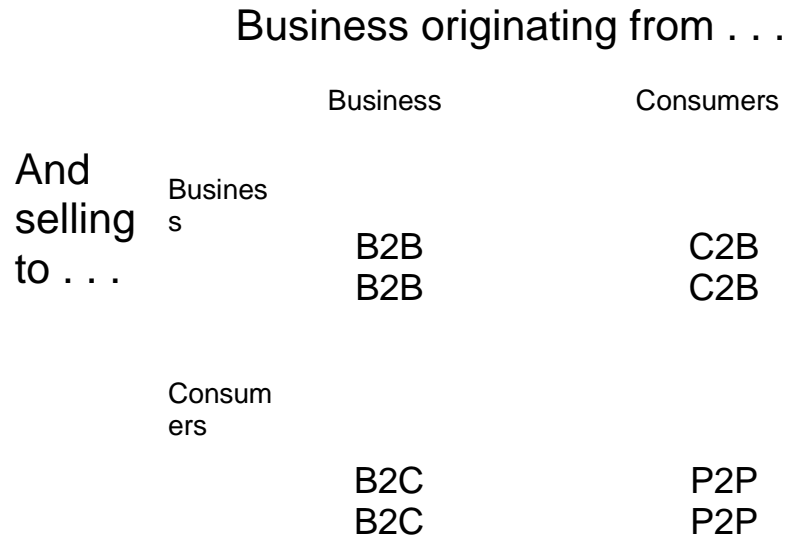 Business originating from . . .
Business Consumers
And
selling
to . . .
Busines
s
B2B C2B
B2B C2B
Consum
ers
B2C P2P
B2C P2P